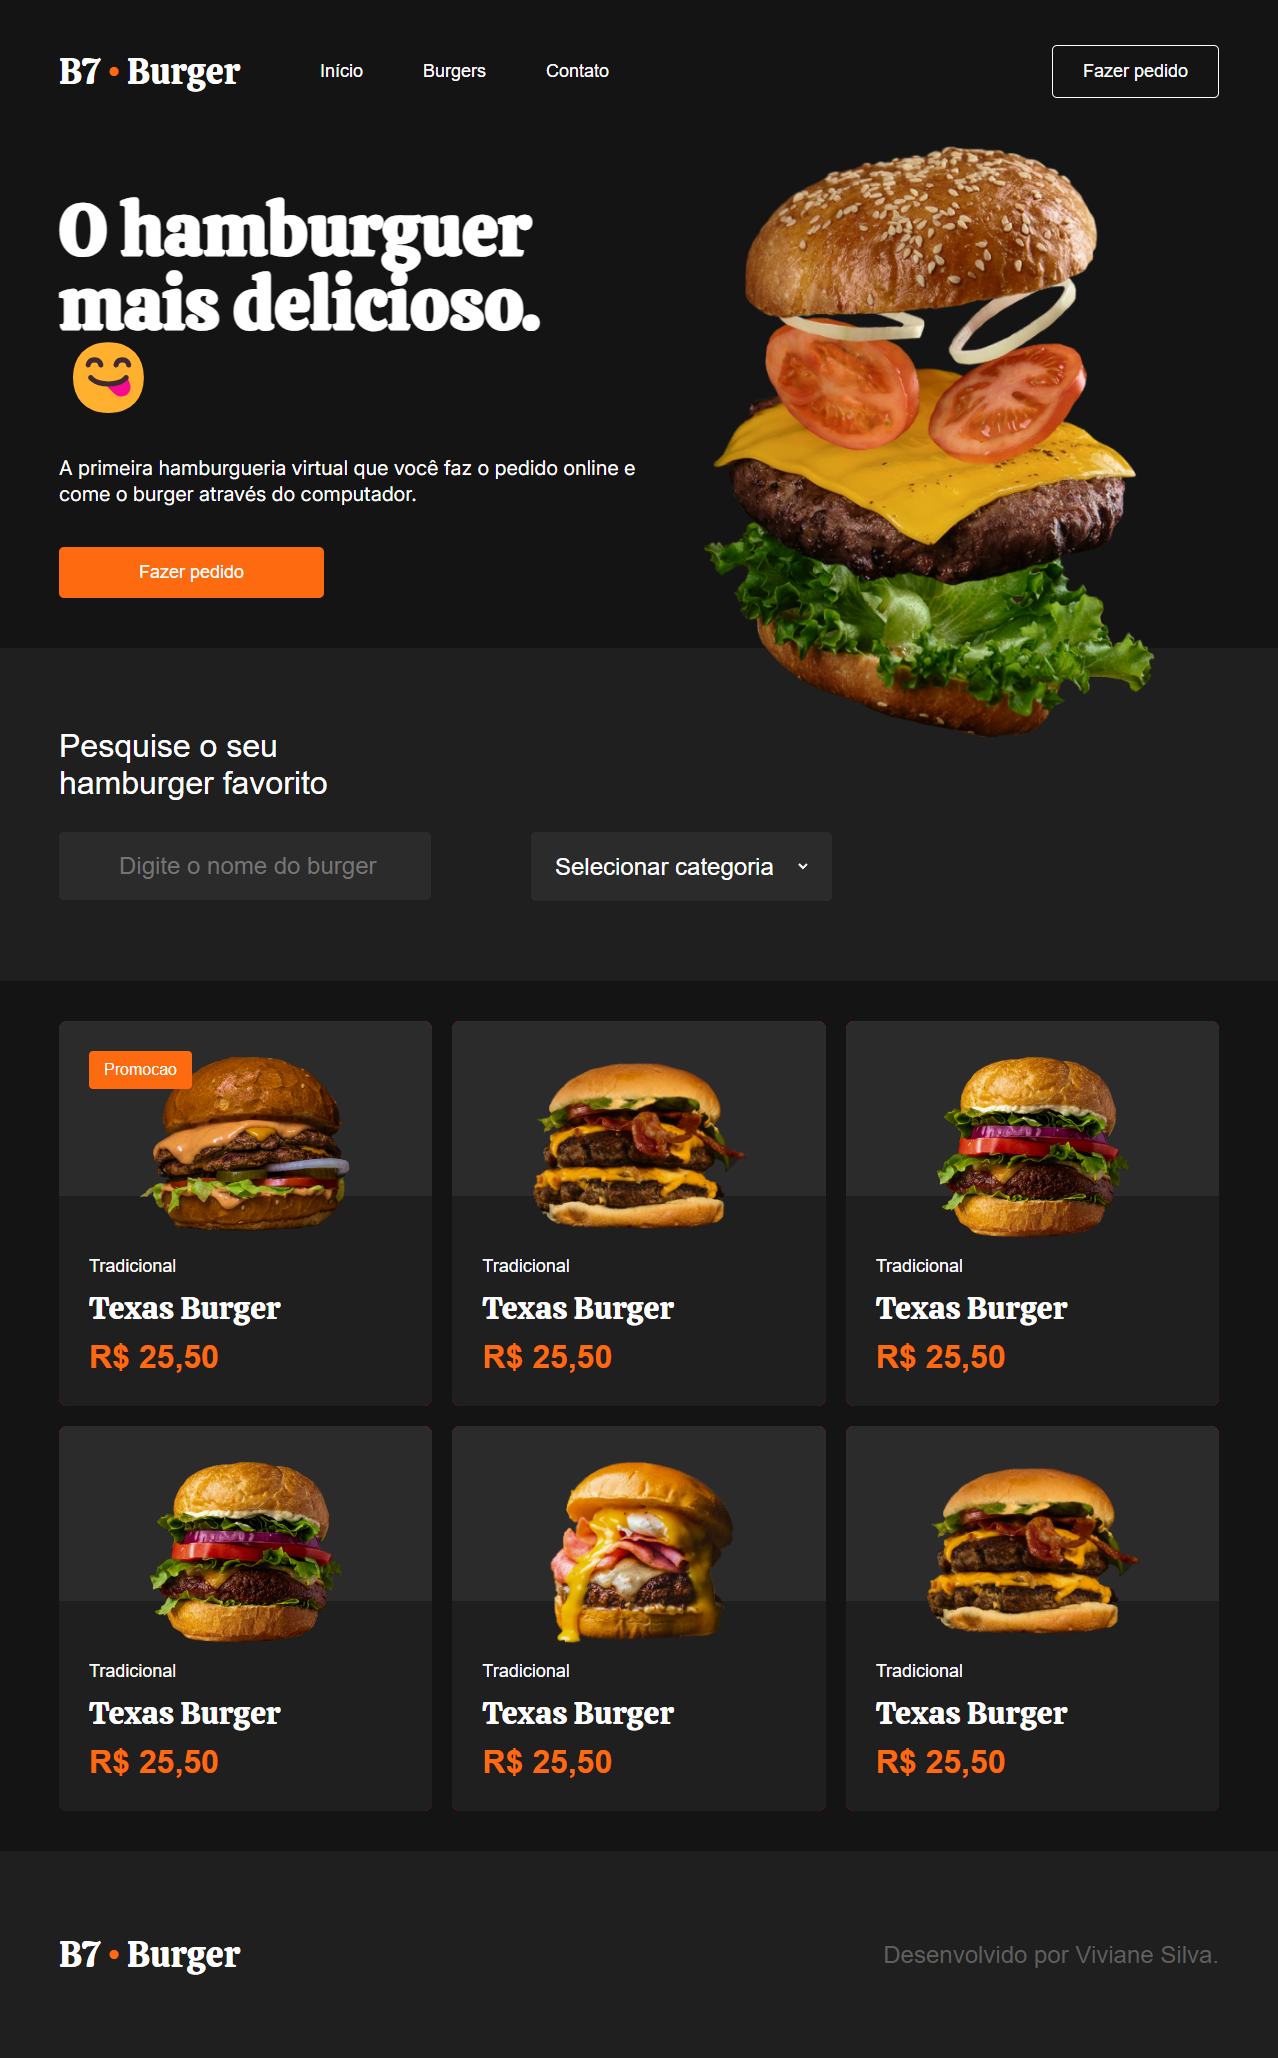 B7 • Burger
Início
Burgers
Contato
Fazer pedido
O hamburguer
mais delicioso.
😋
A primeira hamburgueria virtual que você faz o pedido online e
come o burger através do computador.
Fazer pedido
Pesquise o seu
hamburger favorito
Digite o nome do burger
Selecionar categoria
Promocao
Tradicional
Texas Burger
R$ 25,50
Tradicional
Texas Burger
R$ 25,50
Tradicional
Texas Burger
R$ 25,50
Tradicional
Texas Burger
R$ 25,50
Tradicional
Texas Burger
R$ 25,50
Tradicional
Texas Burger
R$ 25,50
B7 • Burger
Desenvolvido por Viviane Silva.